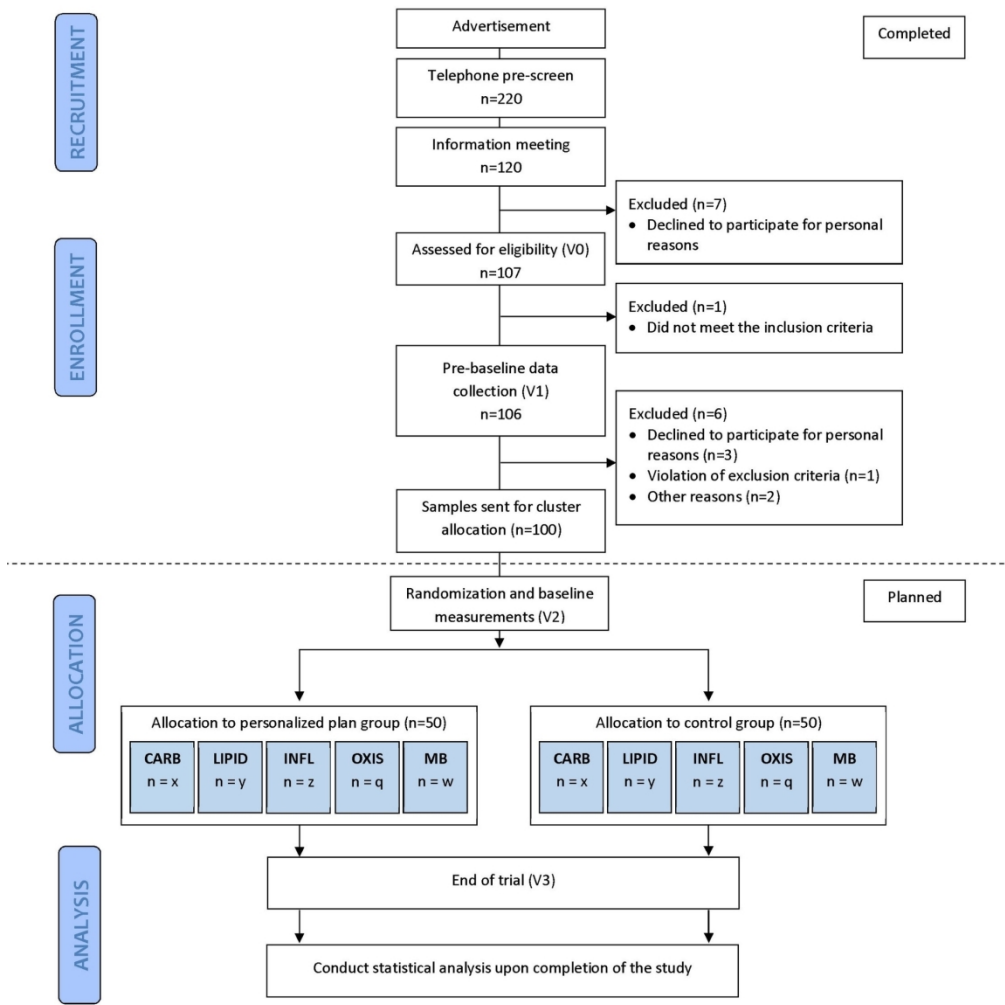 RECRUITMENT
Advertisement
Completed
Telephone pre-screen
n=220
Information meeting
n=120
Excluded (n=7)
• Declined to participate for personal
reasons
ENROLLMENT
Assessed for eligibility (V0)
n=107
Excluded (n=1)
• Did not meet the inclusion criteria
Pre-baseline data
collection (V1)
n=106
Excluded (n=6)
• Declined to participate for personal
reasons (n=3)
• Violation of exclusion criteria (n=1)
• Other reasons (n=2)
Samples sent for cluster
allocation (n=100)
ALLOCATION
Randomization and baseline
measurements (V2)
Planned
Allocation to personalized plan group (n=50)
CARB LIPID INFL OXIS MB
n = x n = y n = z n = q n = w
Allocation to control group (n=50)
CARB LIPID INFL OXIS MB
n = x n = y n = z n = q n = w
ANALYSIS
End of trial (V3)
Conduct statistical analysis upon completion of the study